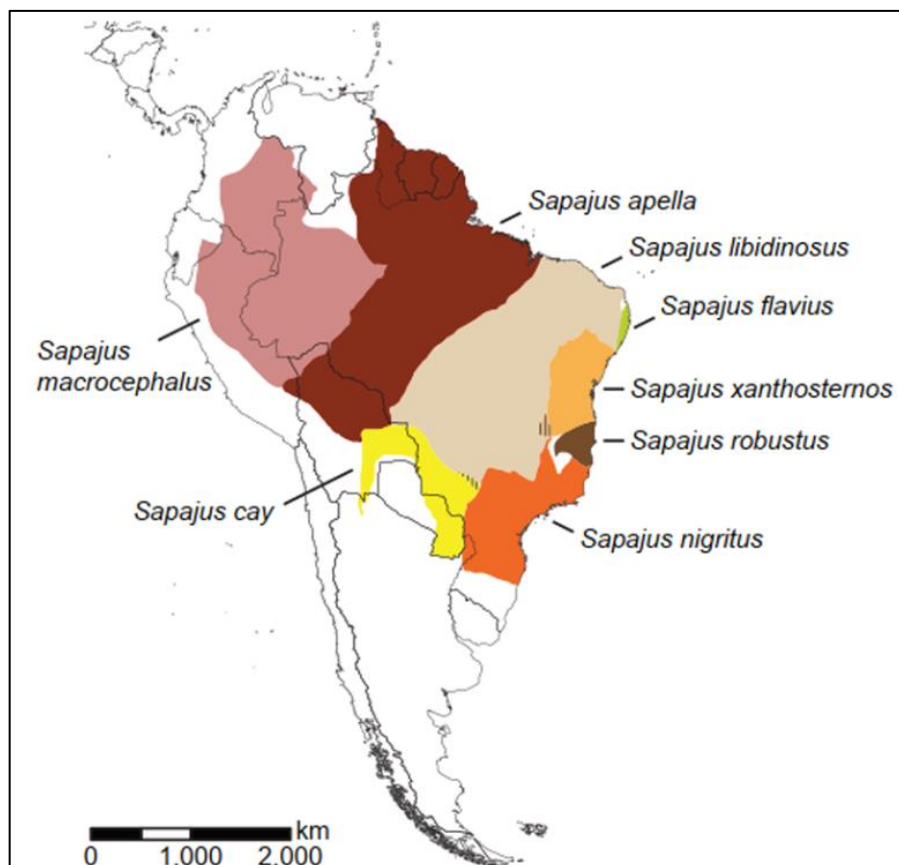 Sapajus apella
Sapajus libidinosus
Sapajus flavius
Sapajus
macrocephalus
Sapajus xanthosternos
Sapajus robustus
Sapajus cay
Sapajus nigritus
km
0 1,000 2,000